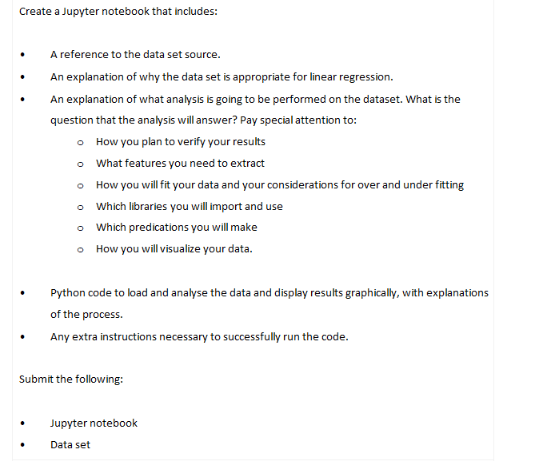 Create a Jupyter notebook that includes:
• A reference to the data set source.
• An explanation of why the data set is appropriate for linear regression.
• An explanation of what analysis is going to be performed on the dataset. What is the
question that the analysis will answer? Pay special attention to:
o How you plan to verify your results
o What features you need to extract
o How you will fit your data and your considerations for over and under fitting
o Which libraries you will import and use
o Which predications you will make
o How you will visualize your data.
• Python code to load and analyse the data and display results graphically, with explanations
of the process.
• Any extra instructions necessary to successfully run the code.
Submit the following:
• Jupyter notebook
• Data set